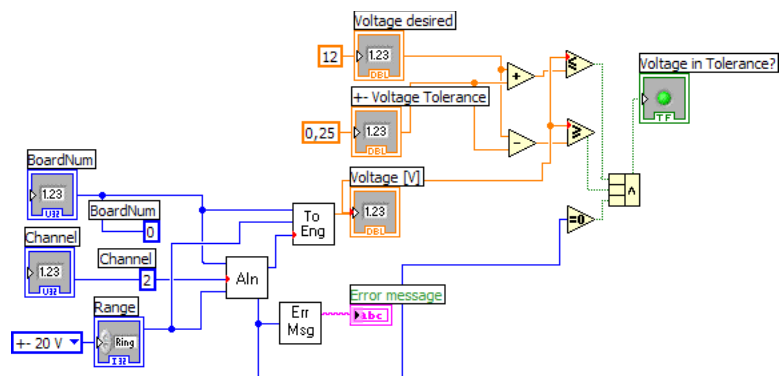 Voltage desired
12
1.23
DBL
+- Voltage Tolerance
0,25
1.23
DBL
+
-
≤
≥
Voltage in Tolerance?
TF
BoardNum
1.23
U32
BoardNum
0
Voltage [V]
1.23
DBL
To
Eng
=0
Λ
Channel
1.23
U32
Channel
2
AIn
Range
+- 20 V
Ring
I32
Err
Msg
Error message
abc